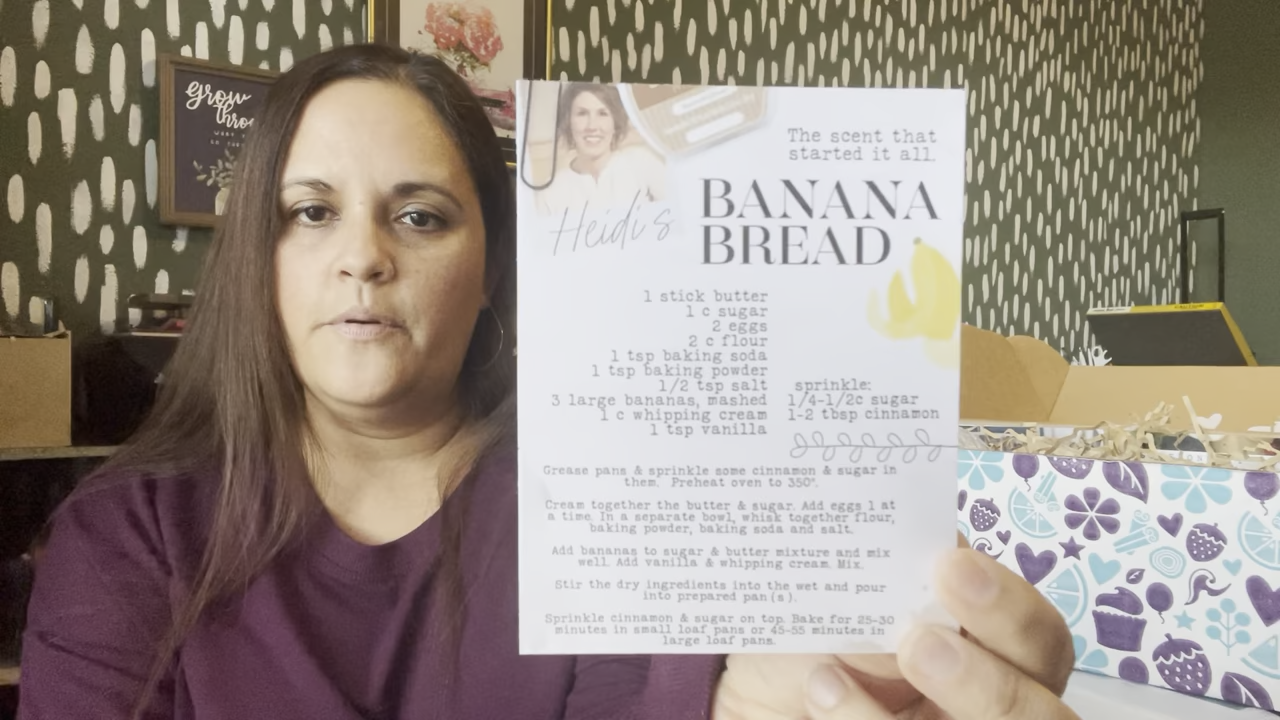 Grow
thro
The scent that
started it all.
Heidi's
BANANA
BREAD
1 stick butter
1 c sugar
2 eggs
2 c flour
1 tsp baking soda
1 tsp baking powder
1/2 tsp salt
3 large bananas, mashed
1 c whipping cream
1 tsp vanilla
sprinkle:
1/4-1/2c sugar
1-2 tbsp cinnamon
Grease pans & sprinkle some cinnamon & sugar in
them. Preheat oven to 350°.
Cream together the butter & sugar. Add eggs 1 at
a time. In a separate bowl, whisk together flour,
baking powder, baking soda and salt.
Add bananas to sugar & butter mixture and mix
well. Add vanilla & whipping cream. Mix.
Stir the dry ingredients into the wet and pour
into prepared pan(s).
Sprinkle cinnamon & sugar on top. Bake for 25-30
minutes in small loaf pans or 45-55 minutes in
large loaf pans.